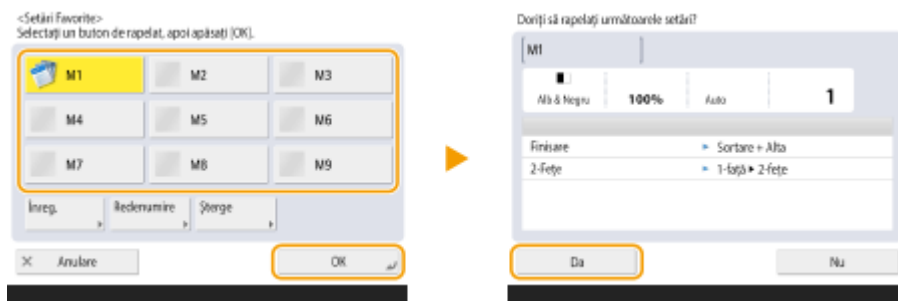 <Setări Favorite>
Selectați un buton de rapelat, apoi apăsați [OK].
M1 M2 M3
M4 M5 M6
M7 M8 M9
Înreg. Redenumire Șterge
× Anulare OK
Doriți să rapelați următoarele setări?
M1
Alb & Negru 100% Auto 1
Finisare ▸ Sortare + Alta
2-Fețe ▸ 1-față ▸ 2-fețe
Da Nu